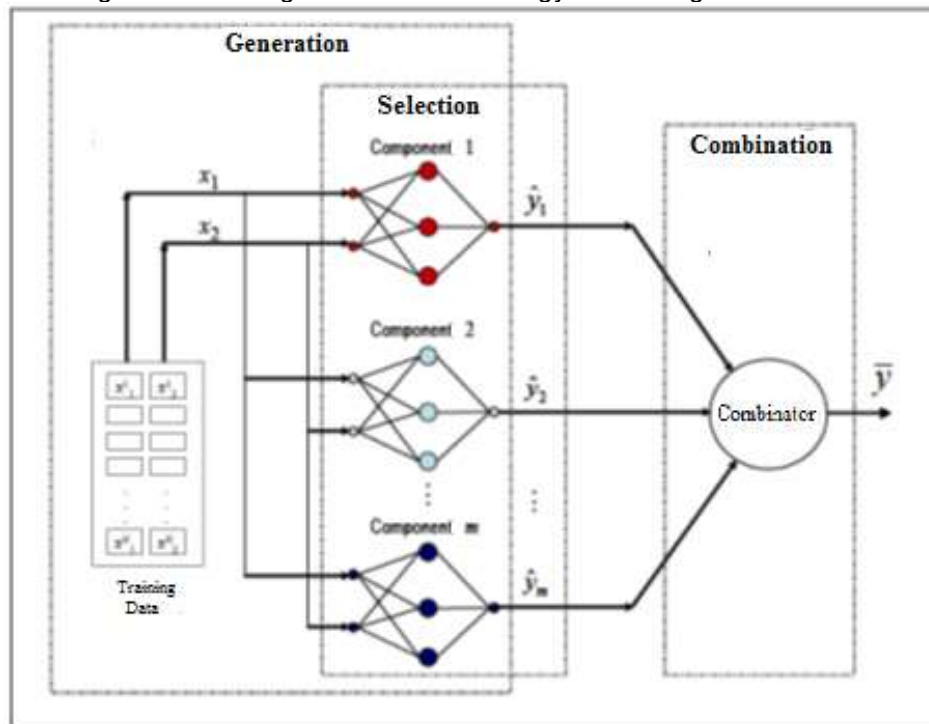 Generation
Selection
Combination
Component 1
x₁
x₂
ŷ₁
Component 2
ŷ₂
y̅
Combinator
Component m
ŷₘ
Training
Data